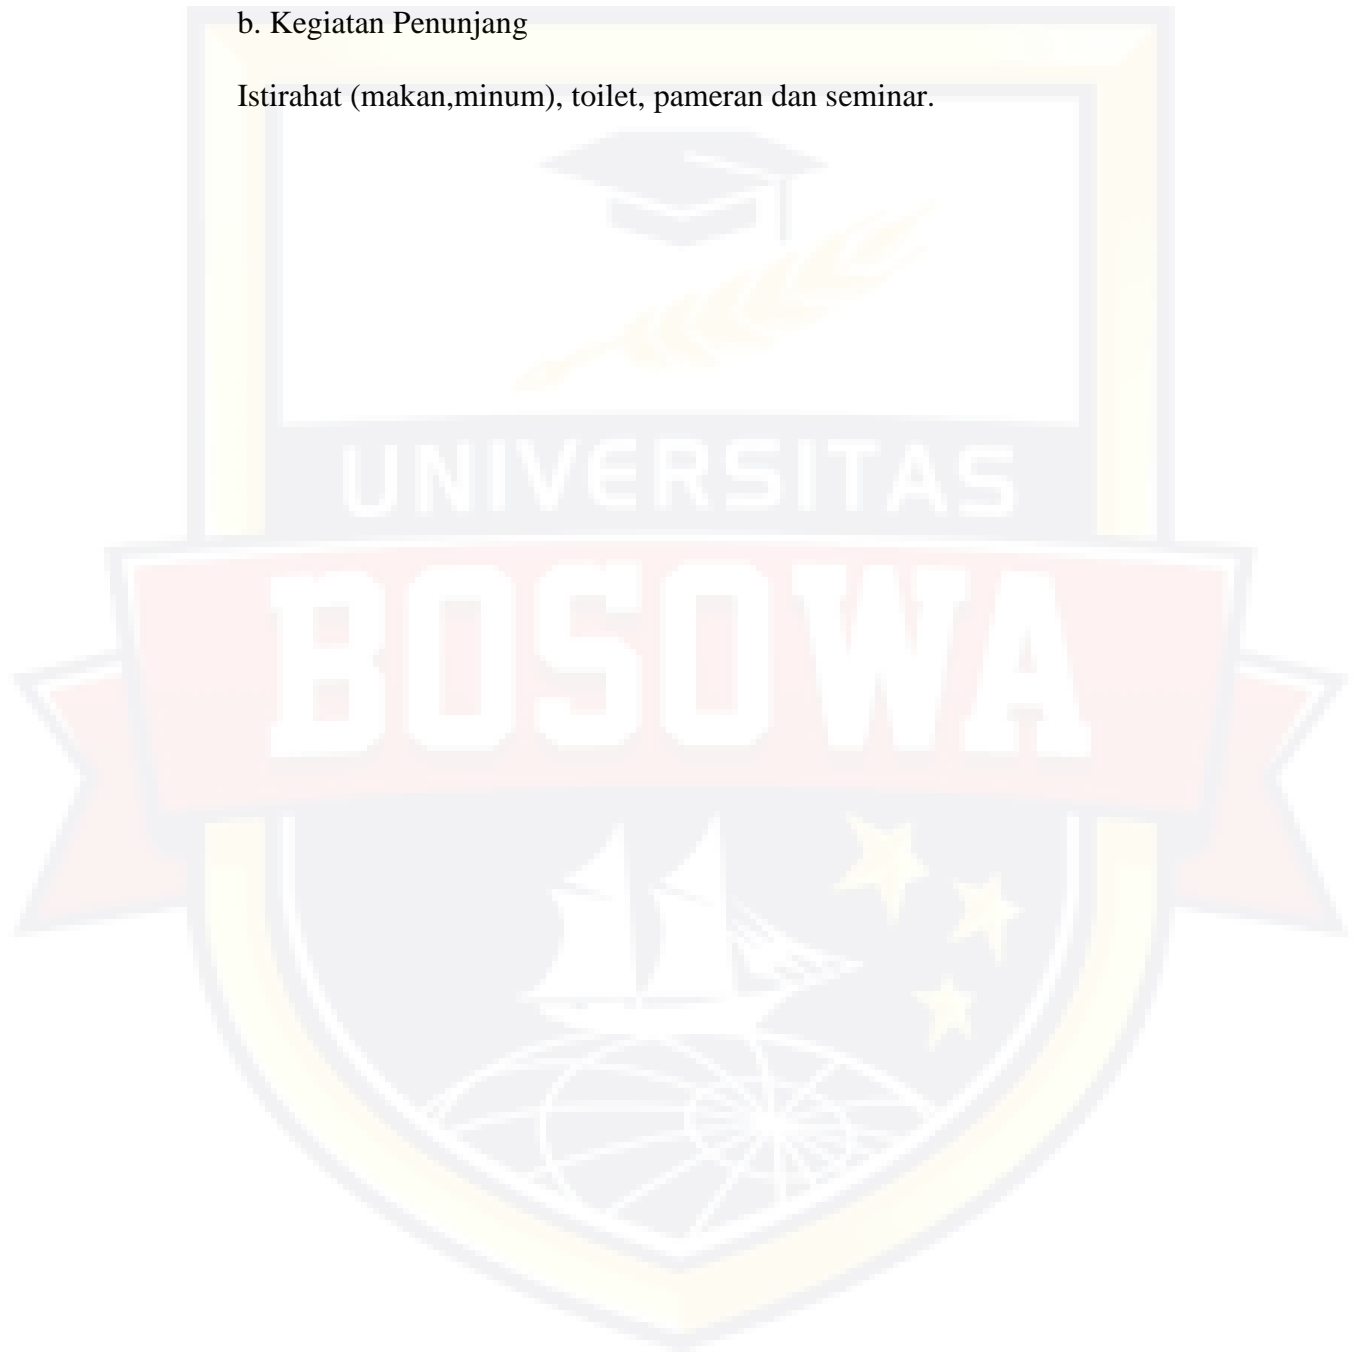 b. Kegiatan Penunjang
Istirahat (makan,minum), toilet, pameran dan seminar.
UNIVERSITAS
BOSOWA